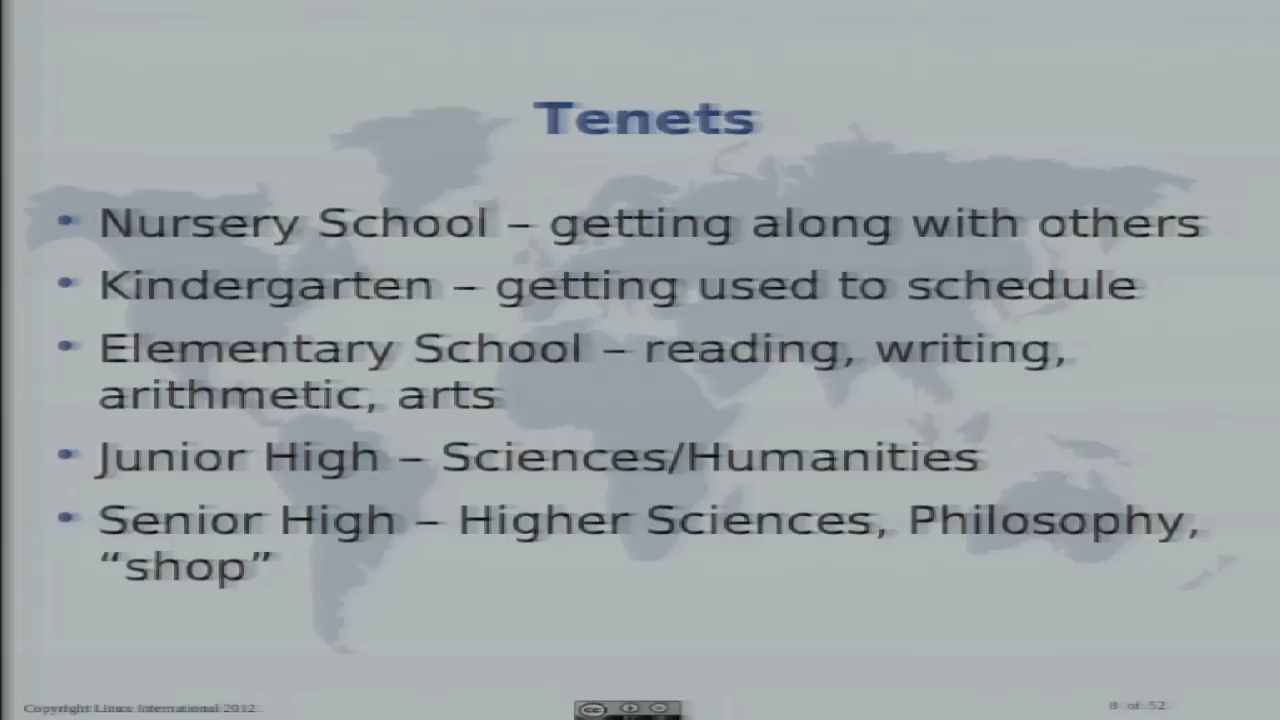 Tenets
• Nursery School – getting along with others
• Kindergarten – getting used to schedule
• Elementary School – reading, writing,
arithmetic, arts
• Junior High – Sciences/Humanities
• Senior High – Higher Sciences, Philosophy,
“shop”
Copyright Linux International 2012
cc
8 of 52